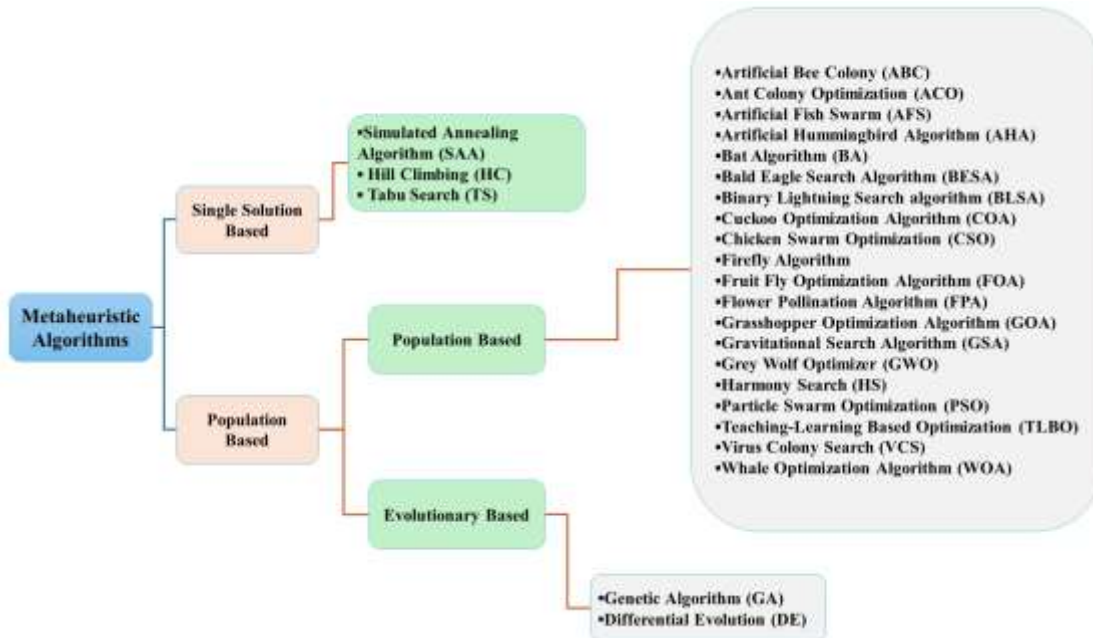 Metaheuristic
Algorithms
Single Solution
Based
Population
Based
•Simulated Annealing
Algorithm (SAA)
• Hill Climbing (HC)
• Tabu Search (TS)
Population Based
Evolutionary Based
•Artificial Bee Colony (ABC)
•Ant Colony Optimization (ACO)
•Artificial Fish Swarm (AFS)
•Artificial Hummingbird Algorithm (AHA)
•Bat Algorithm (BA)
•Bald Eagle Search Algorithm (BESA)
•Binary Lightning Search algorithm (BLSA)
•Cuckoo Optimization Algorithm (COA)
•Chicken Swarm Optimization (CSO)
•Firefly Algorithm
•Fruit Fly Optimization Algorithm (FOA)
•Flower Pollination Algorithm (FPA)
•Grasshopper Optimization Algorithm (GOA)
•Gravitational Search Algorithm (GSA)
•Grey Wolf Optimizer (GWO)
•Harmony Search (HS)
•Particle Swarm Optimization (PSO)
•Teaching-Learning Based Optimization (TLBO)
•Virus Colony Search (VCS)
•Whale Optimization Algorithm (WOA)
•Genetic Algorithm (GA)
•Differential Evolution (DE)